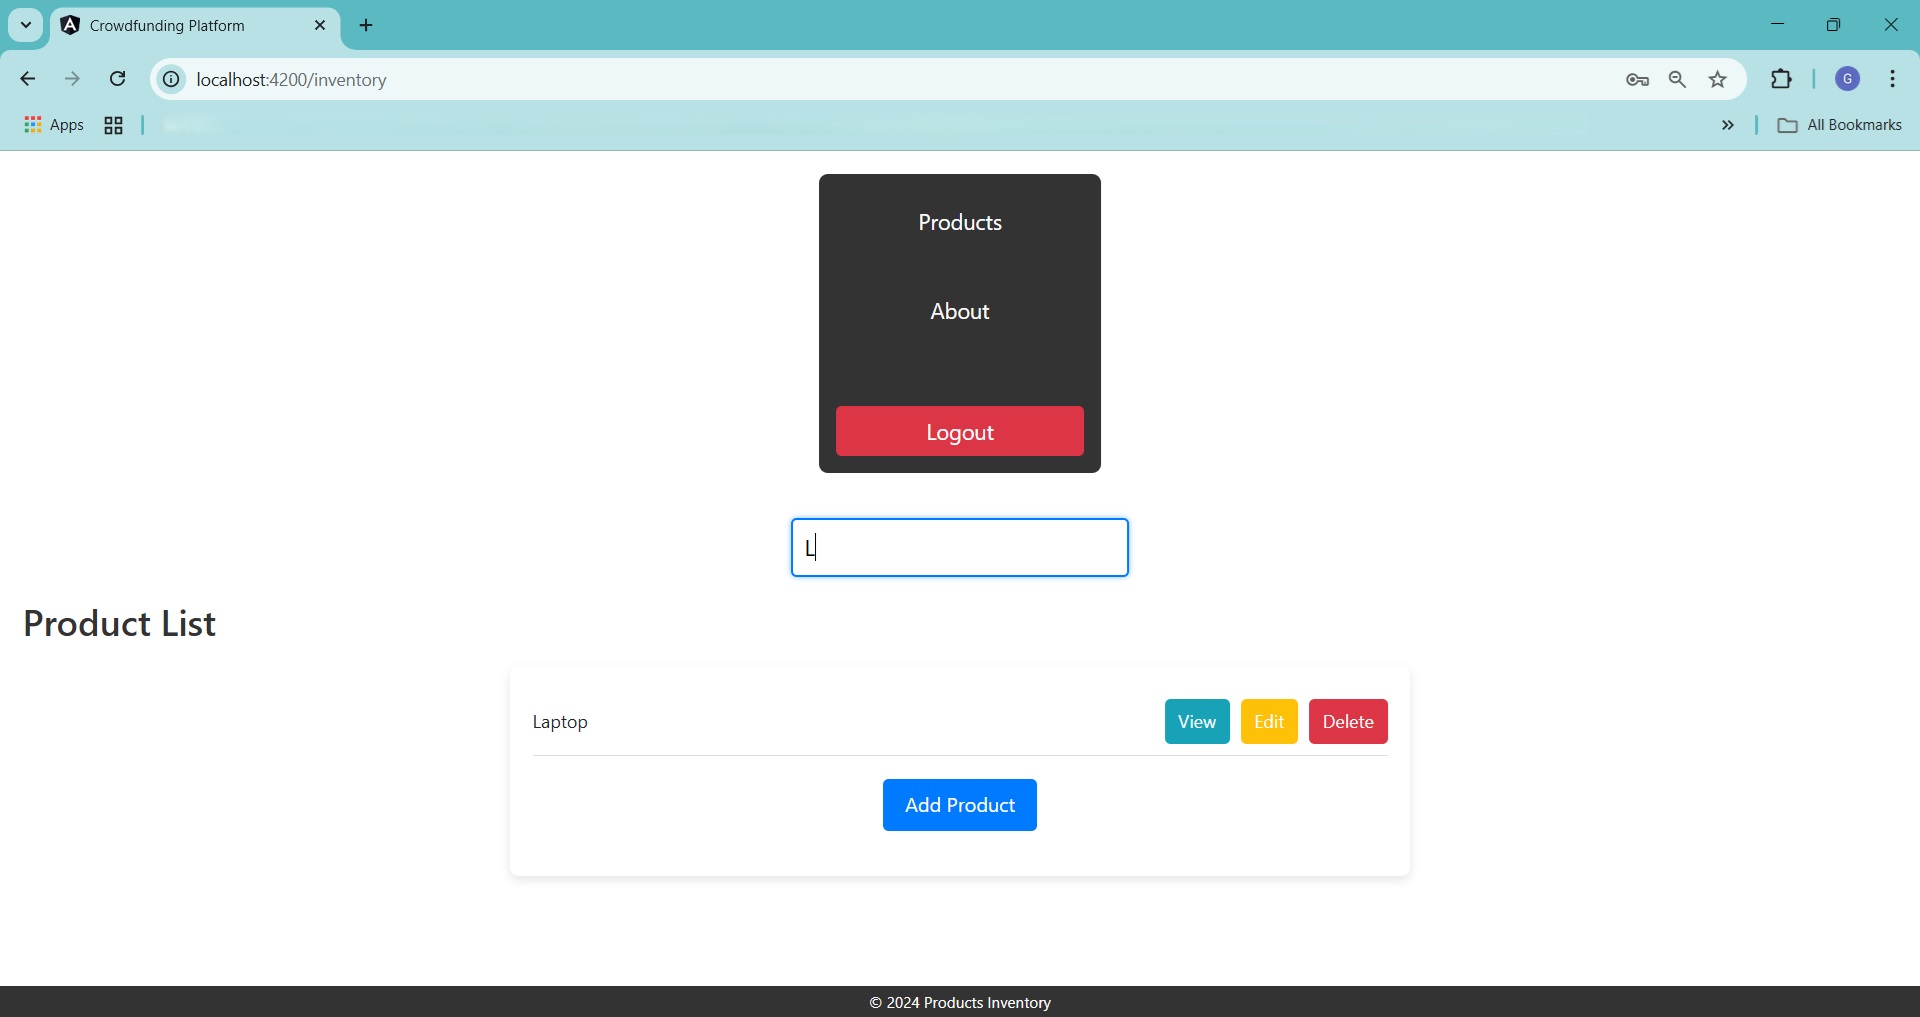 Crowdfunding Platform
localhost:4200/inventory
G
Apps
All Bookmarks
Products
About
Logout
L
Product List
Laptop View Edit Delete
Add Product
© 2024 Products Inventory